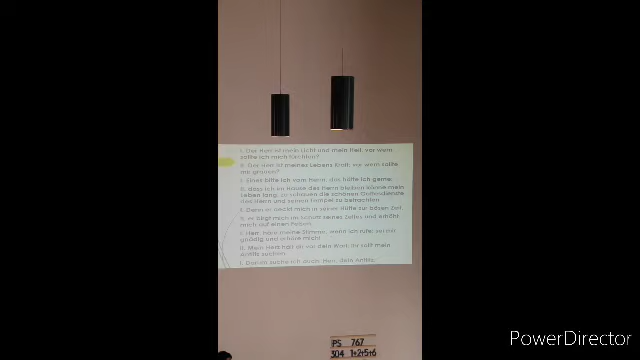 I. Der Herr ist mein Licht und mein Heil, vor wem
sollte ich mich fürchten?
II. Der Herr ist meines Lebens Kraft, vor wem sollte
mir grauen?
I. Eines bitte ich vom Herrn, das hätte ich gerne:
II. dass ich im Hause des Herrn bleiben könne mein
Leben lang, zu schauen die schönen Gottesdienste
des Herrn und seinen Tempel zu betrachten.
I. Denn er deckt mich in seiner Hütte zur bösen Zeit,
er birgt mich im Schutz seines Zeltes und erhöht
mich auf einen Felsen.
I. Herr, höre meine Stimme, wenn ich rufe; sei mir
gnädig und erhöre mich!
II. Mein Herz hält dir vor dein Wort: Ihr sollt mein
Antlitz suchen.
I. Darum suche ich auch, Herr, dein Antlitz.
PS 767
304 1+2+5+6
PowerDirector